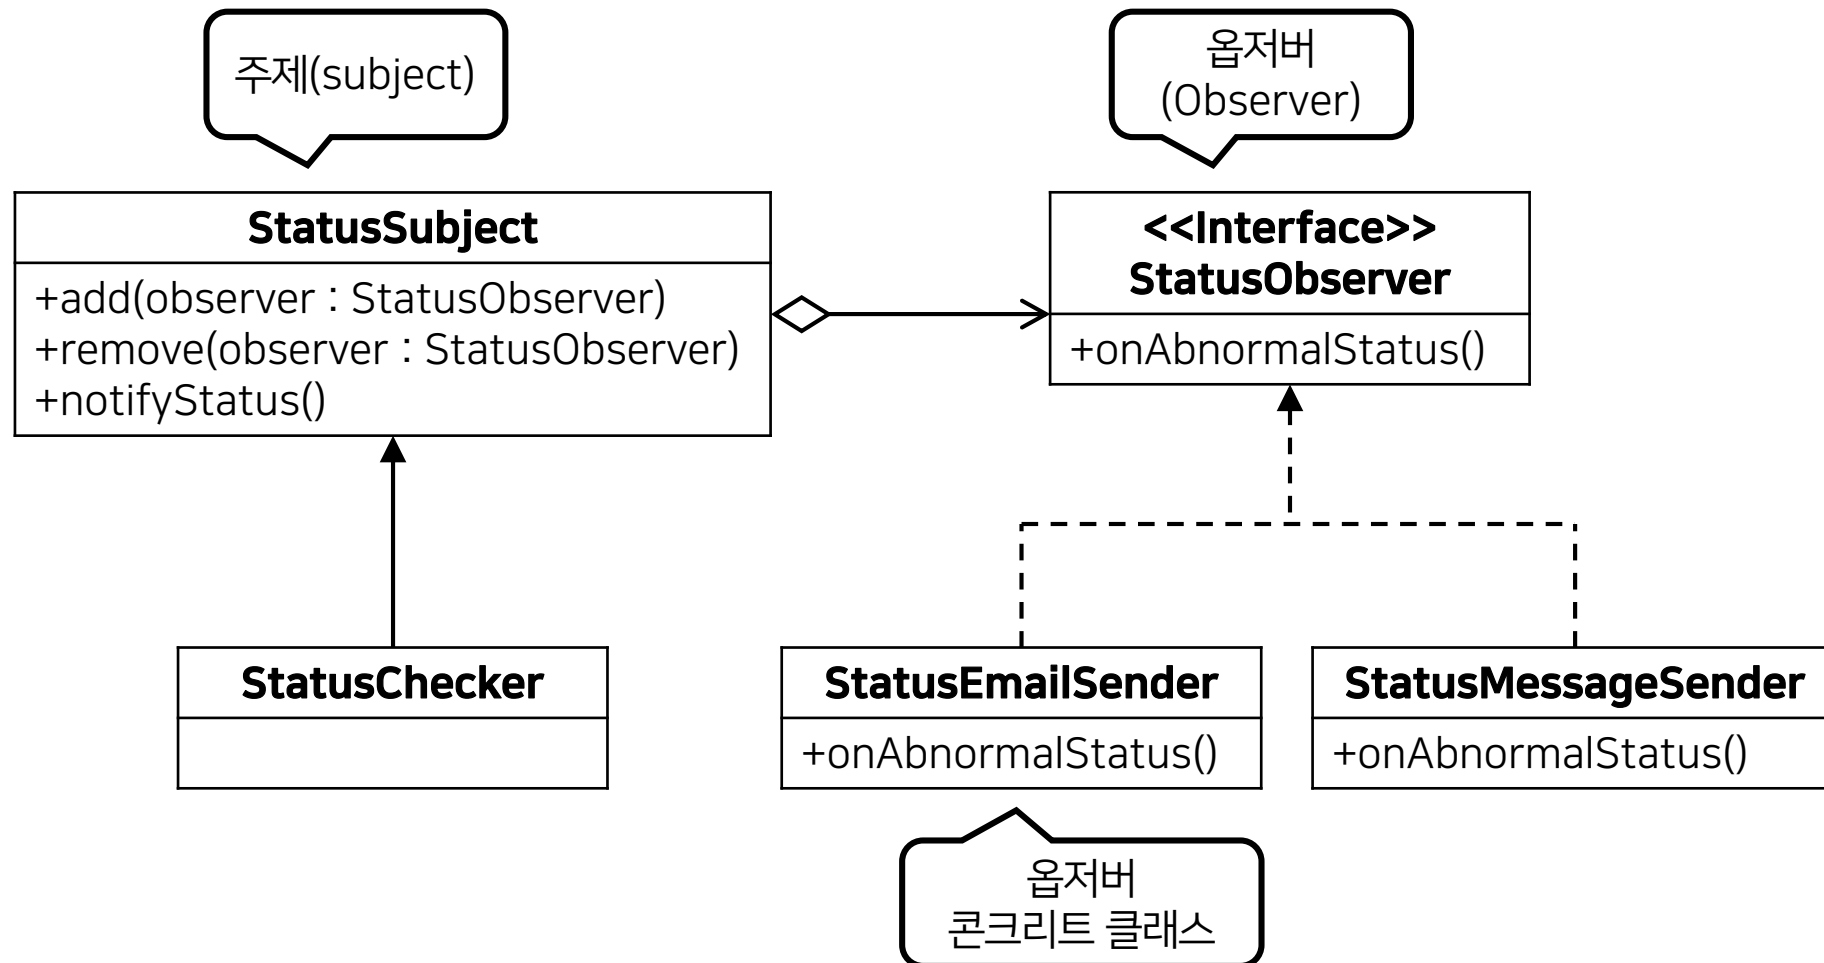 주제(subject)
옵저버
(Observer)
StatusSubject
+add(observer : StatusObserver)
+remove(observer : StatusObserver)
+notifyStatus()
<<Interface>>
StatusObserver
+onAbnormalStatus()
StatusChecker
StatusEmailSender
+onAbnormalStatus()
StatusMessageSender
+onAbnormalStatus()
옵저버
콘크리트 클래스